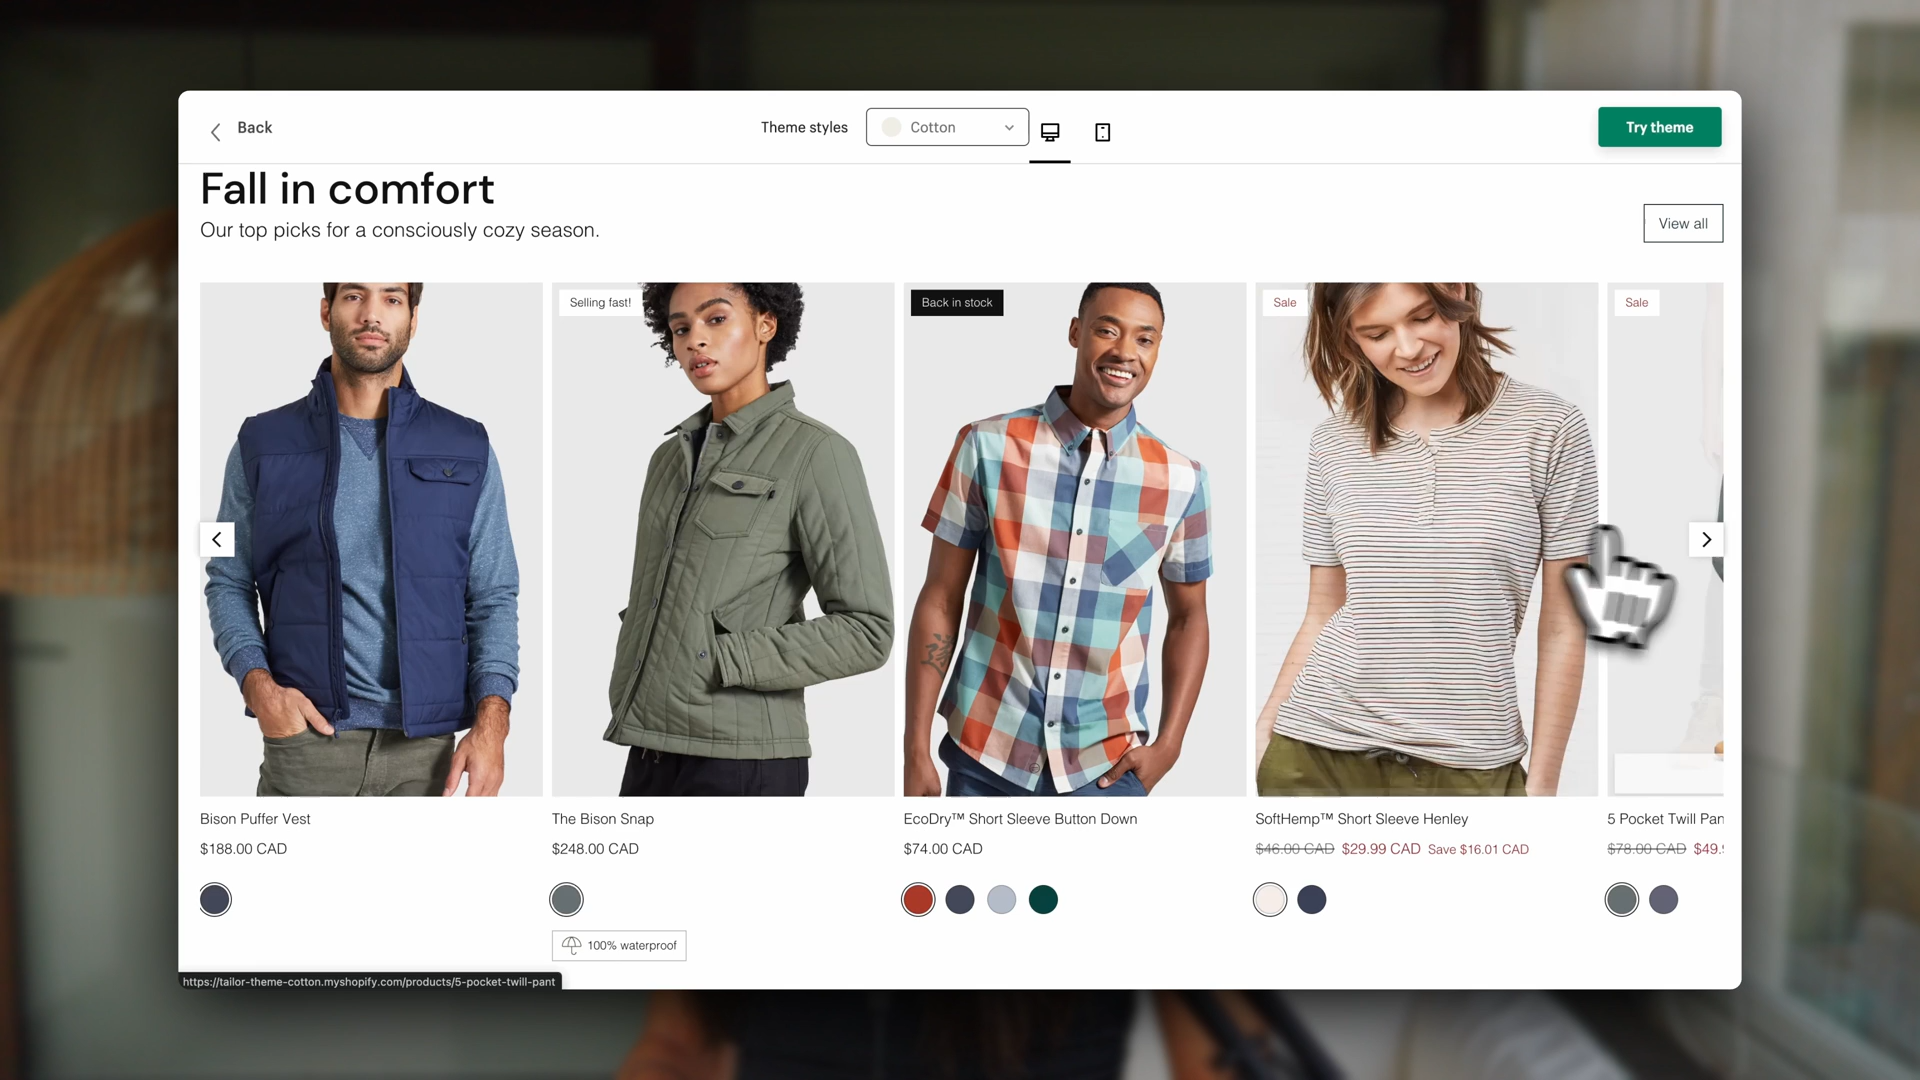 Back
Theme styles
Cotton
Try theme
Fall in comfort
Our top picks for a consciously cozy season.
View all
Selling fast!
Back in stock
Sale
Sale
Bison Puffer Vest
$188.00 CAD
The Bison Snap
$248.00 CAD
100% waterproof
EcoDry™ Short Sleeve Button Down
$74.00 CAD
SoftHemp™ Short Sleeve Henley
$46.00 CAD $29.99 CAD Save $16.01 CAD
5 Pocket Twill Pan
$78.00 CAD $49.9
https://tailor-theme-cotton.myshopify.com/products/5-pocket-twill-pant